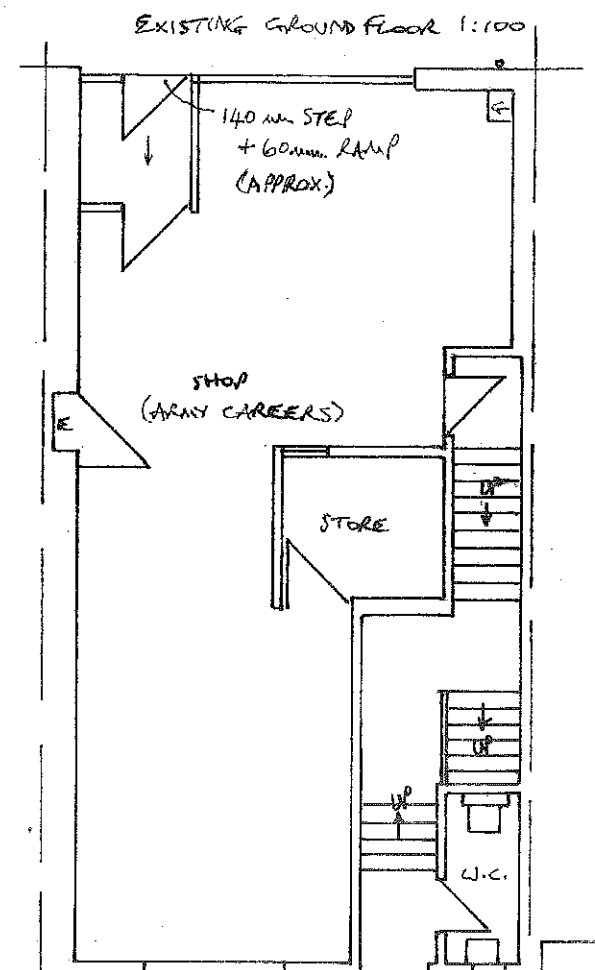 EXISTING GROUND FLOOR 1:100
140 mm STEP
+ 60mm RAMP
(APPROX.)
SHOP
(ARMY CAREERS)
E
STORE
UP
UP
UP
W.C.